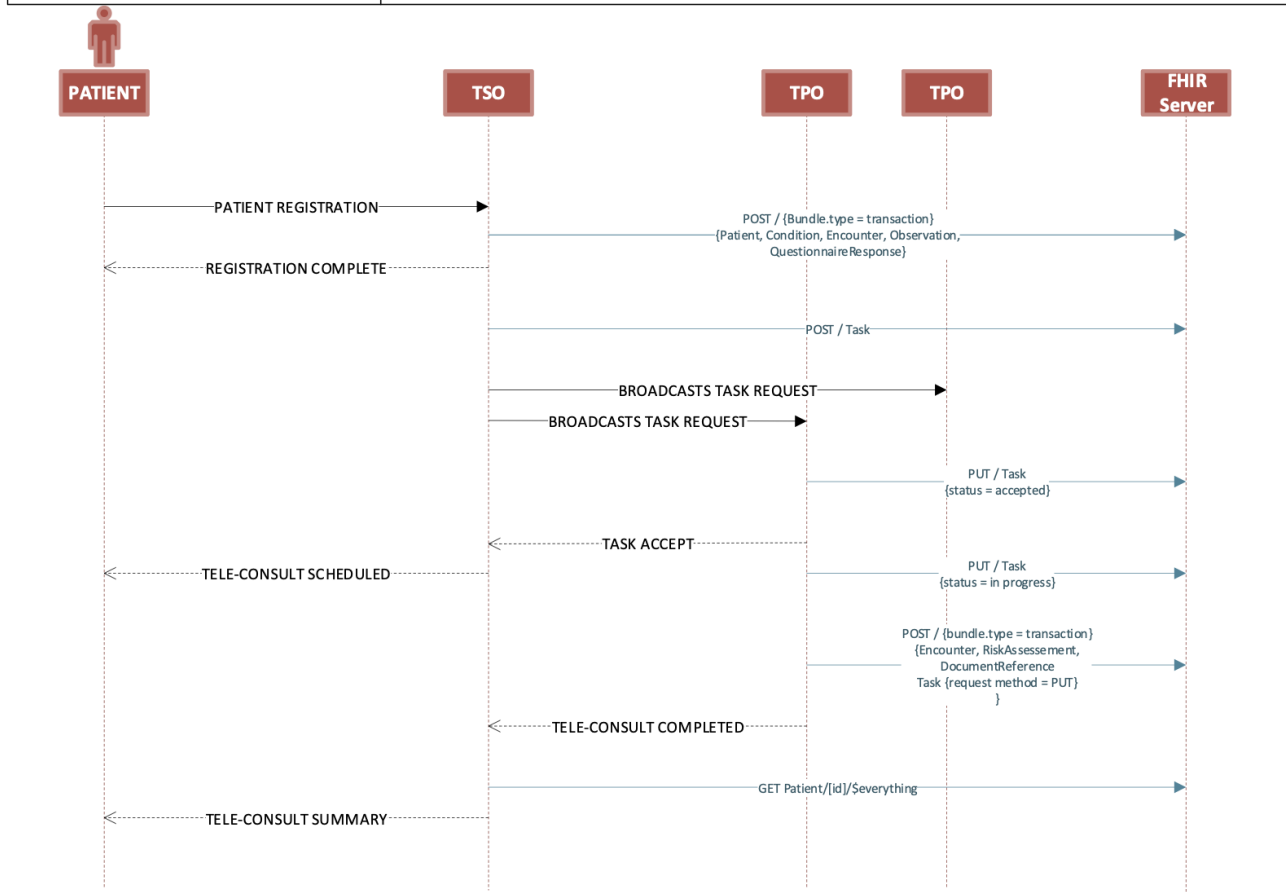 PATIENT
TSO
TPO
TPO
FHIR
Server
PATIENT REGISTRATION
POST / {Bundle.type = transaction}
{Patient, Condition, Encounter, Observation,
QuestionnaireResponse}
REGISTRATION COMPLETE
POST / Task
BROADCASTS TASK REQUEST
BROADCASTS TASK REQUEST
PUT / Task
{status = accepted}
TASK ACCEPT
TELE-CONSULT SCHEDULED
PUT / Task
{status = in progress}
POST / {bundle.type = transaction}
{Encounter, RiskAssessement,
DocumentReference
Task {request method = PUT}
}
TELE-CONSULT COMPLETED
GET Patient/[id]/$everything
TELE-CONSULT SUMMARY